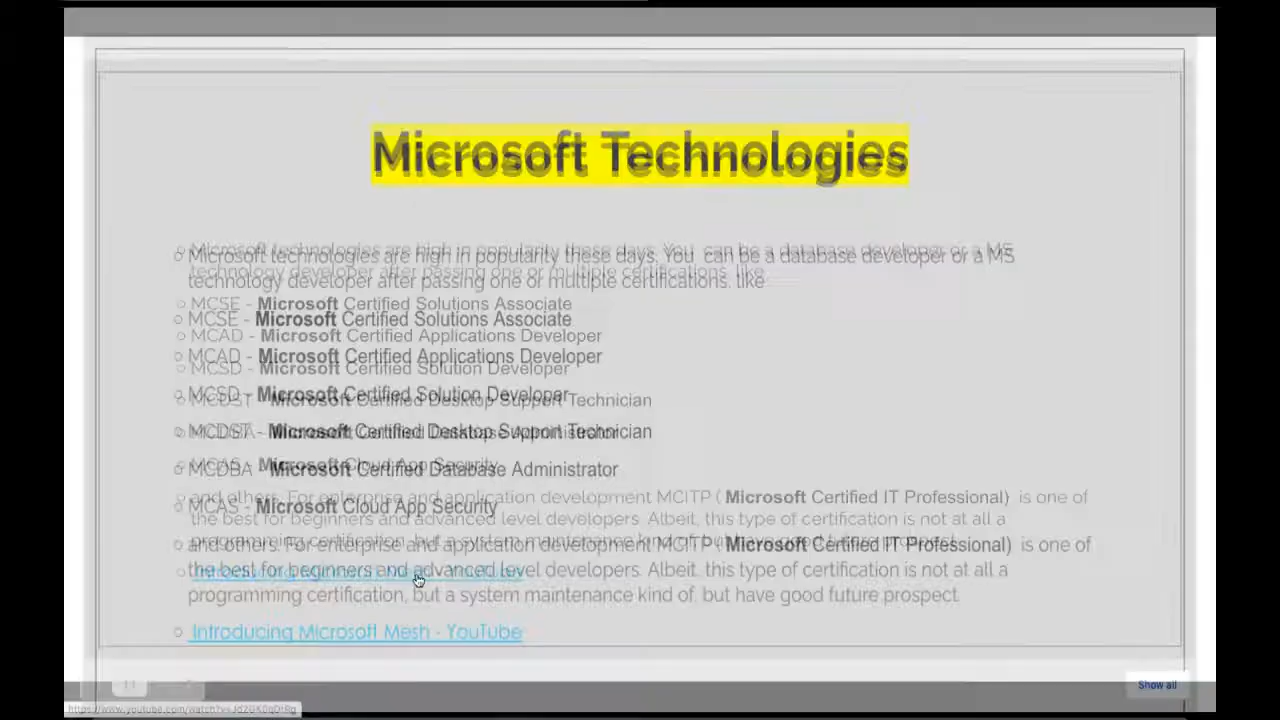 Microsoft Technologies
Microsoft technologies are high in popularity these days. You can be a database developer or a MS
technology developer after passing one or multiple certifications, like
MCSE - Microsoft Certified Solutions Associate
MCAD - Microsoft Certified Applications Developer
MCSD - Microsoft Certified Solution Developer
MCDST - Microsoft Certified Desktop Support Technician
MCDBA - Microsoft Certified Database Administrator
MCAS - Microsoft Cloud App Security
and others. For enterprise and application development MCITP ( Microsoft Certified IT Professional) is one of
the best for beginners and advanced level developers. Albeit, this type of certification is not at all a
programming certification, but a system maintenance kind of, but have good future prospect.
Introducing Microsoft Mesh - YouTube
Show all